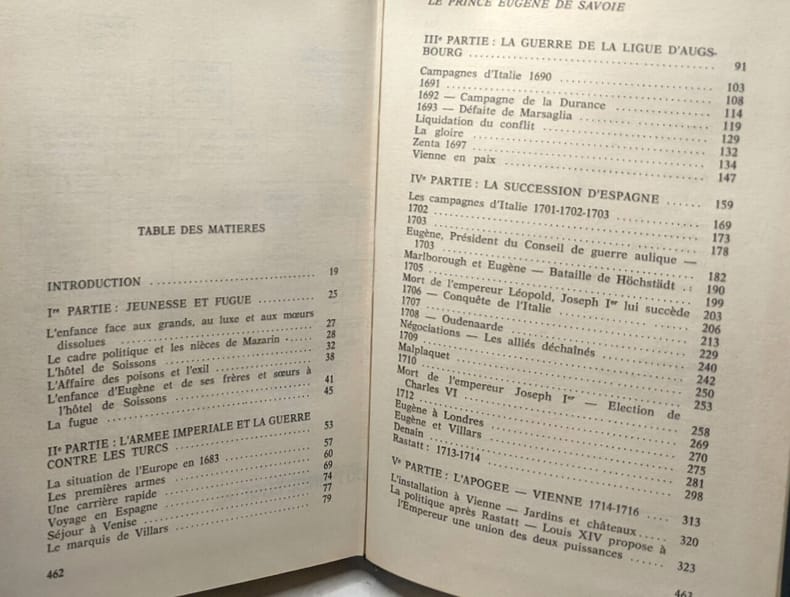 TABLE DES MATIERES
INTRODUCTION .......... 19
Ire PARTIE : JEUNESSE ET FUGUE .......... 25
L'enfance face aux grands, au luxe et aux mœurs
dissolues .......... 27
Le cadre politique et les nièces de Mazarin .. 28
L'hôtel de Soissons .......... 32
L'Affaire des poisons et l'exil .......... 38
L'enfance d'Eugène et de ses frères et sœurs à
l'hôtel de Soissons .......... 41
La fugue .......... 45
IIe PARTIE : L'ARMEE IMPERIALE ET LA GUERRE
CONTRE LES TURCS .......... 53
La situation de l'Europe en 1683 .......... 57
Les premières armes .......... 60
Une carrière rapide .......... 69
Voyage en Espagne .......... 74
Séjour à Venise .......... 77
Le marquis de Villars .......... 79
462
LE PRINCE EUGENE DE SAVOIE
IIIe PARTIE : LA GUERRE DE LA LIGUE D'AUGS-
BOURG .......... 91
Campagnes d'Italie 1690 .......... 103
1691 .......... 108
1692 — Campagne de la Durance .......... 114
1693 — Défaite de Marsaglia .......... 119
Liquidation du conflit .......... 129
La gloire .......... 132
Zenta 1697 .......... 134
Vienne en paix .......... 147
IVe PARTIE : LA SUCCESSION D'ESPAGNE ...... 159
Les campagnes d'Italie 1701-1702-1703 .......... 169
1702 .......... 173
1703 .......... 178
Eugène, Président du Conseil de guerre aulique —
1703 .......... 182
Marlborough et Eugène — Bataille de Höchstädt .: 190
1705 .......... 199
Mort de l'empereur Léopold, Joseph Ier lui succède 203
1706 — Conquête de l'Italie .......... 206
1707 .......... 213
1708 — Oudenaarde .......... 229
Négociations — Les alliés déchaînés .......... 240
1709 .......... 242
Malplaquet .......... 250
1710 .......... 253
Mort de l'empereur Joseph Ier — Election de
Charles VI .......... 258
1712 .......... 269
Eugène à Londres .......... 270
Eugène et Villars .......... 275
Denain .......... 281
Rastatt : 1713-1714 .......... 298
Ve PARTIE : L'APOGEE — VIENNE 1714-1716 .... 313
L'installation à Vienne — Jardins et châteaux ..... 320
La politique après Rastatt — Louis XIV propose à
l'Empereur une union des deux puissances ...... 323
463